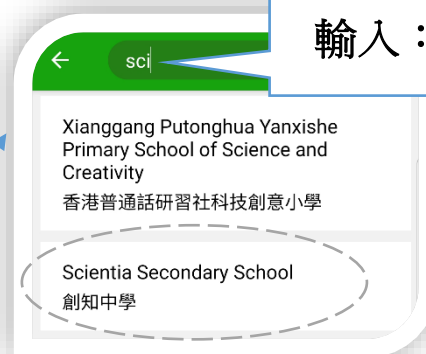 輸入：
sci
Xianggang Putonghua Yanxishe
Primary School of Science and
Creativity
香港普通話研習社科技創意小學
Scientia Secondary School
創知中學